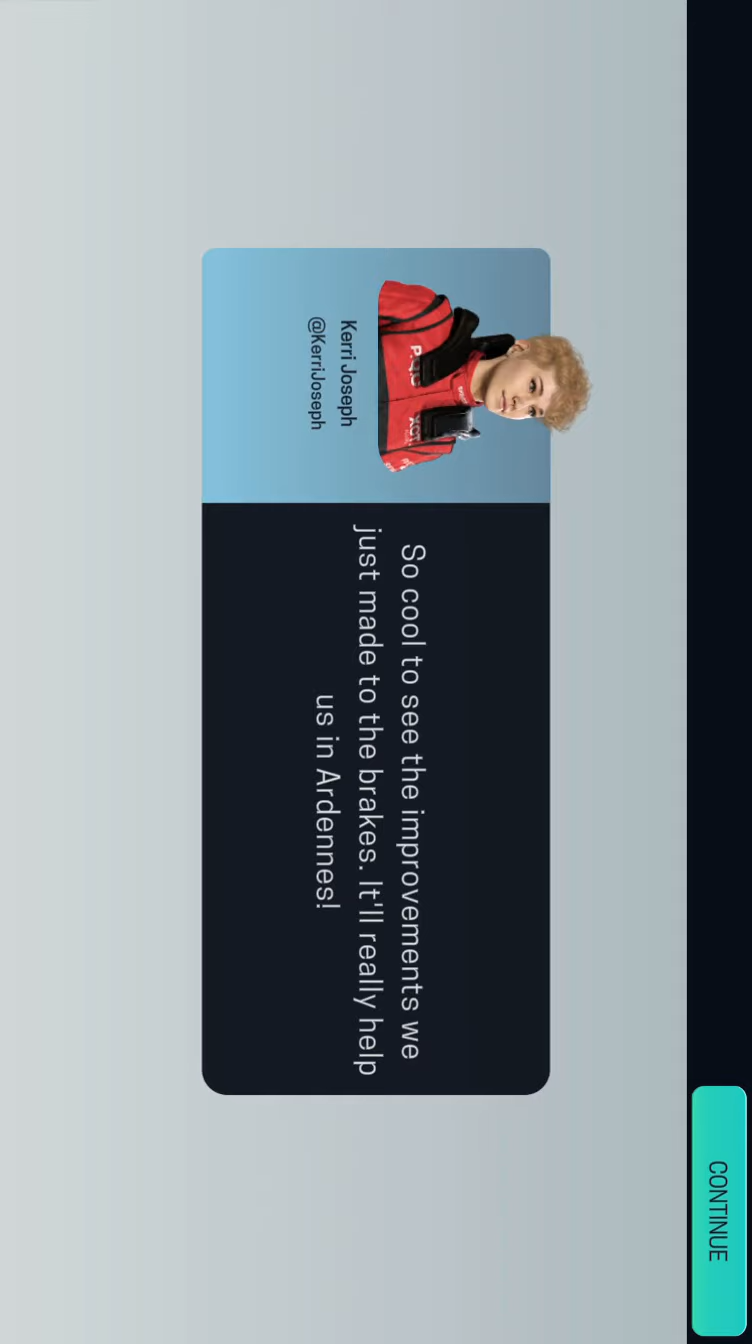 Kerri Joseph
@KerriJoseph
So cool to see the improvements we
just made to the brakes. It'll really help
us in Ardennes!
CONTINUE